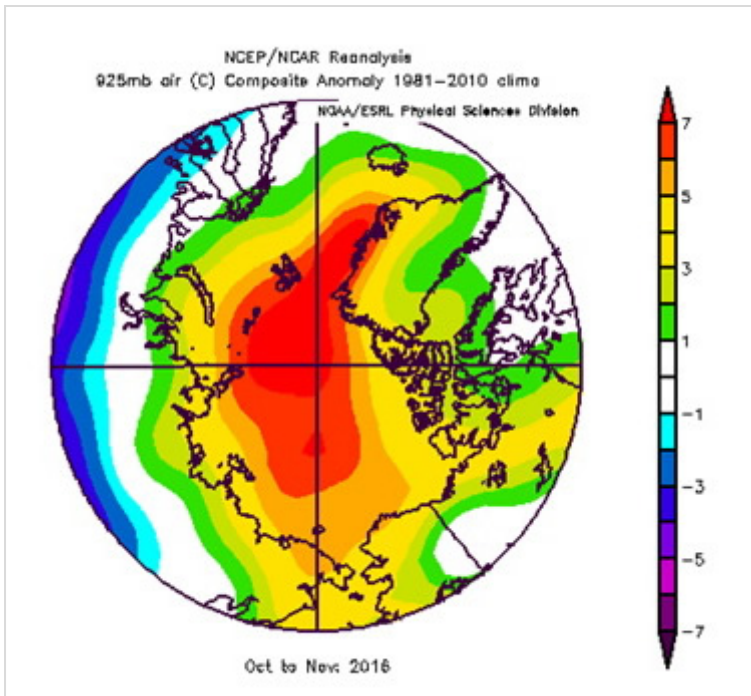 NCEP/NCAR Reanalysis
925mb air (C) Composite Anomaly 1981-2010 clima
NOAA/ESRL Physical Sciences Division
7
5
3
1
-1
-3
-5
-7
Oct to Nov: 2016